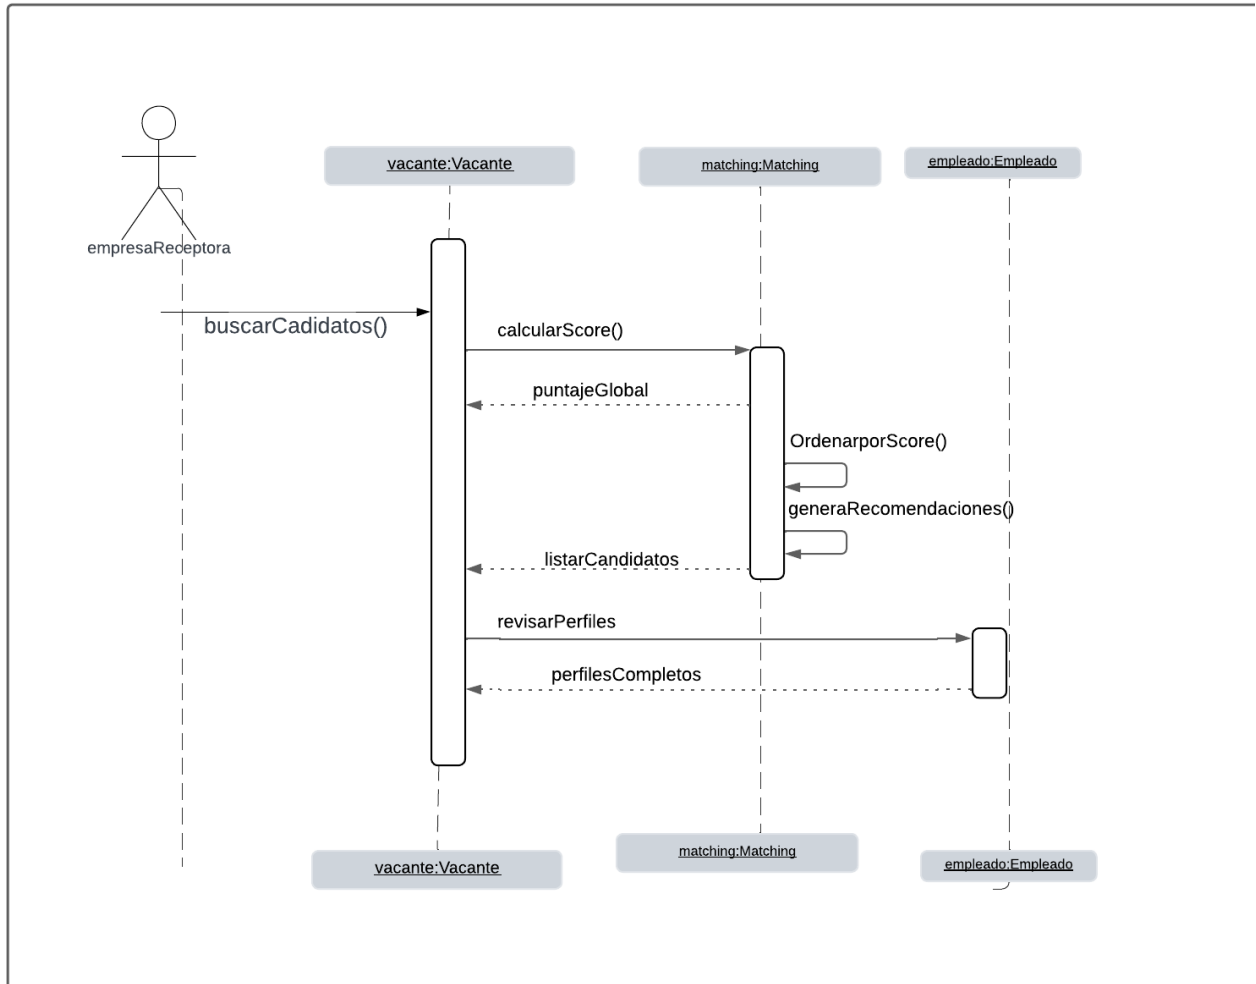 vacante:Vacante
matching:Matching
empleado:Empleado
empresaReceptora
buscarCadidatos()
calcularScore()
puntajeGlobal
OrdenarporScore()
generaRecomendaciones()
listarCandidatos
revisarPerfiles
perfilesCompletos
vacante:Vacante
matching:Matching
empleado:Empleado